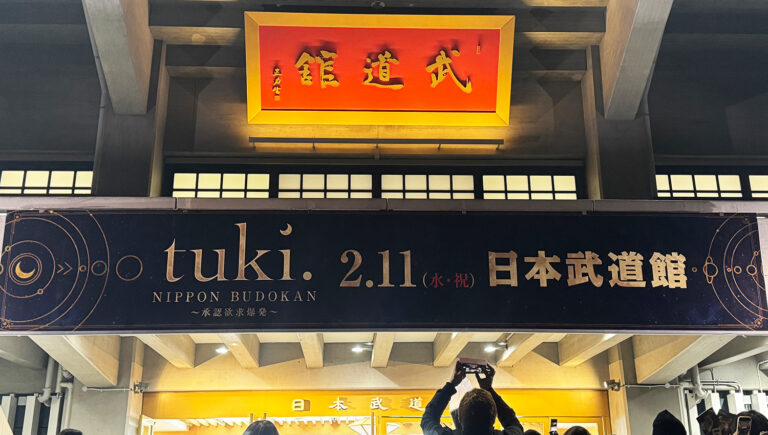 武道館
tuki.
NIPPON BUDOKAN
~承認欲求爆発~
2.11(水・祝)
日本武道館
日本武道